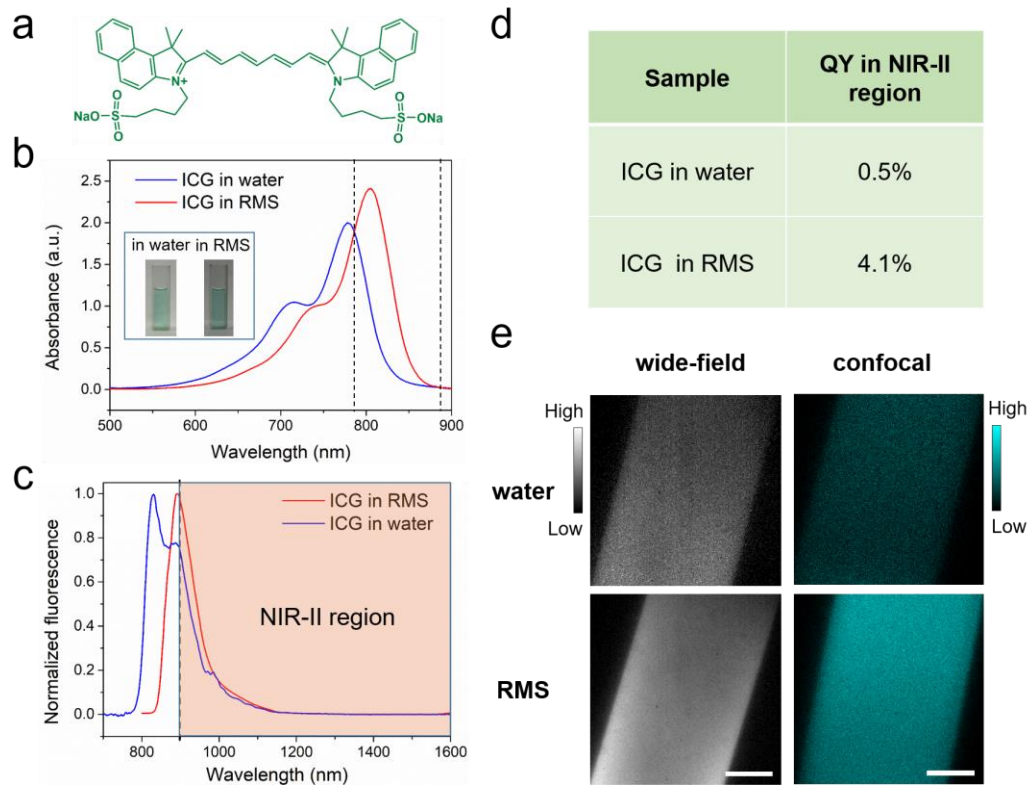 a
N+
N
NaO
S
O
O
O
S
O
ONa
b
2.5
2.0
1.5
1.0
0.5
0.0
Absorbance (a.u.)
ICG in water
ICG in RMS
in water in RMS
500 600 700 800 900
Wavelength (nm)
c
1.0
0.8
0.6
0.4
0.2
0.0
Normalized fluorescence
ICG in RMS
ICG in water
NIR-II region
800 1000 1200 1400 1600
Wavelength (nm)
d
Sample
QY in NIR-II
region
ICG in water
0.5%
ICG in RMS
4.1%
e
wide-field
confocal
High
Low
High
Low
water
RMS